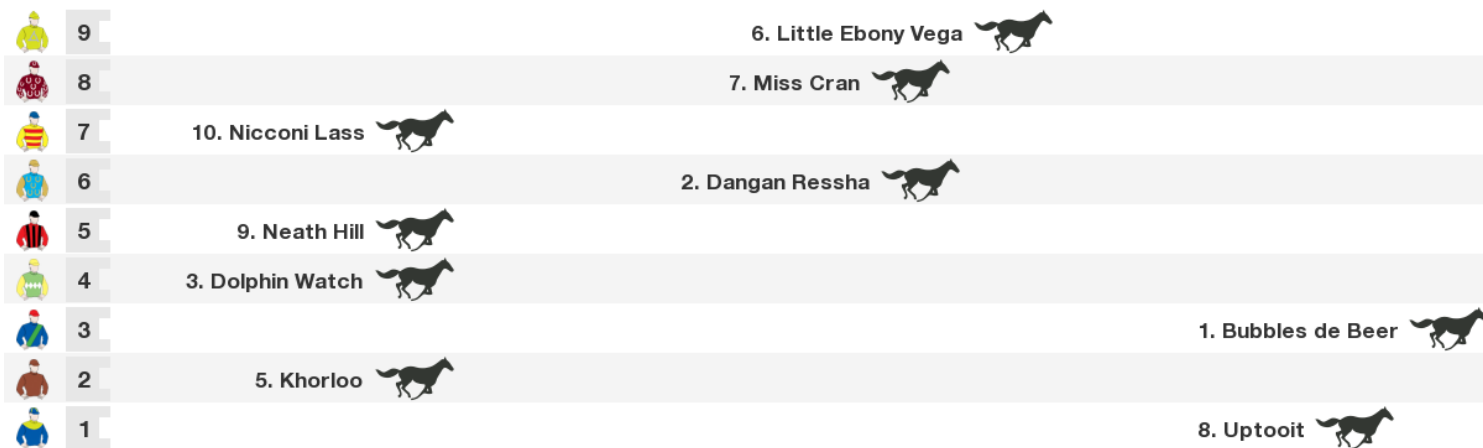 9 6. Little Ebony Vega
8 7. Miss Cran
7 10. Nicconi Lass
6 2. Dangan Ressha
5 9. Neath Hill
4 3. Dolphin Watch
3 1. Bubbles de Beer
2 5. Khorloo
1 8. Uptooit